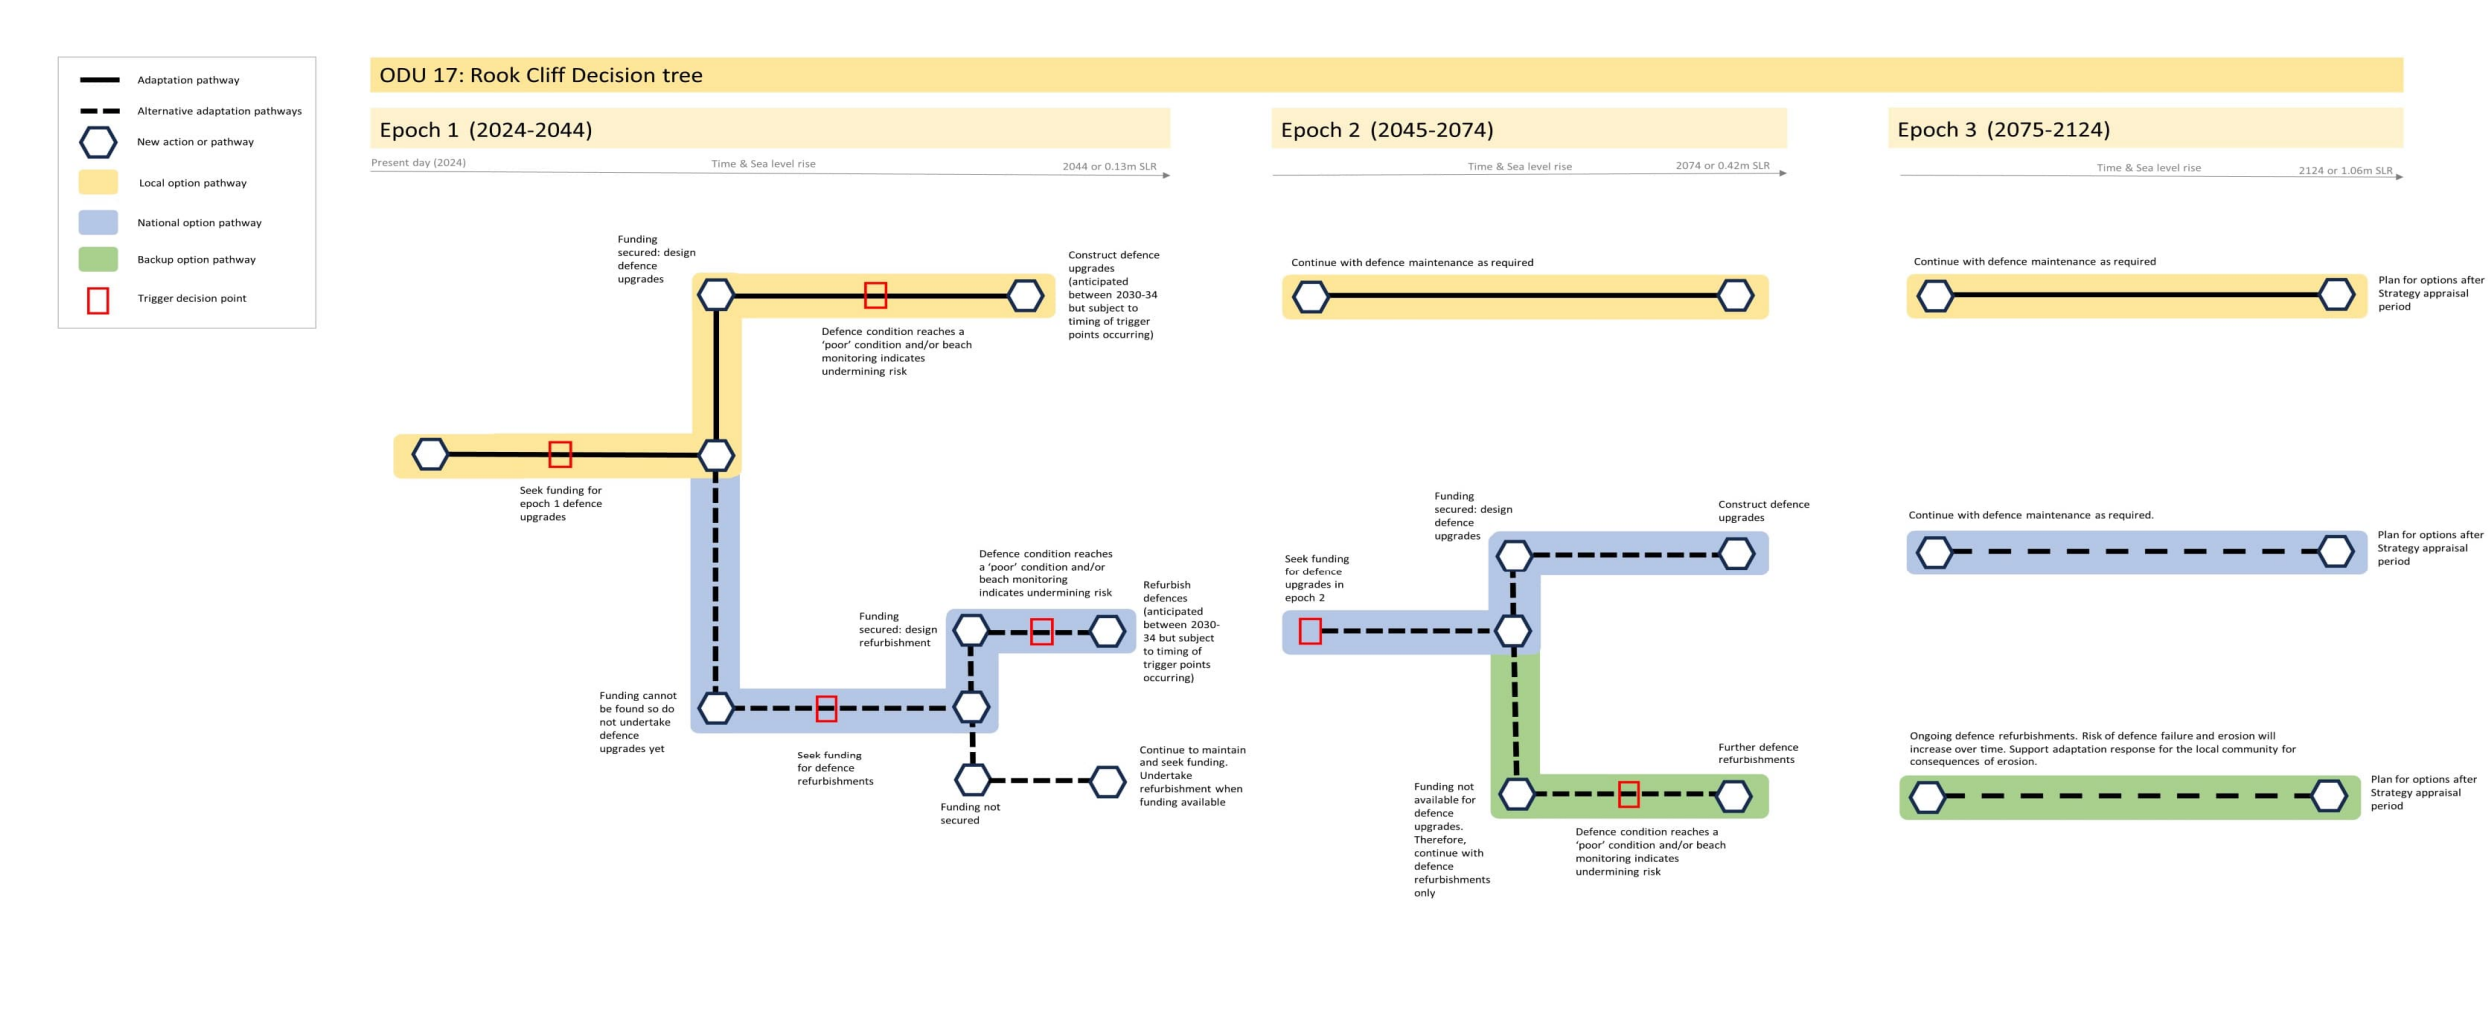 Adaptation pathway
Alternative adaptation pathways
New action or pathway
Local option pathway
National option pathway
Backup option pathway
Trigger decision point
ODU 17: Rook Cliff Decision tree
Epoch 1 (2024-2044)
Present day (2024)
Time & Sea level rise
2044 or 0.13m SLR
Funding
secured: design
defence
upgrades
Construct defence
upgrades
(anticipated
between 2030-34
but subject to
timing of trigger
points occurring)
Defence condition reaches a
‘poor’ condition and/or beach
monitoring indicates
undermining risk
Seek funding for
epoch 1 defence
upgrades
Defence condition reaches
a ‘poor’ condition and/or
beach monitoring
indicates undermining risk
Refurbish
defences
(anticipated
between 2030-
34 but subject
to timing of
trigger points
occurring)
Funding
secured: design
refurbishment
Funding cannot
be found so do
not undertake
defence
upgrades yet
Seek funding
for defence
refurbishments
Continue to maintain
and seek funding.
Undertake
refurbishment when
funding available
Funding not
secured
Epoch 2 (2045-2074)
Time & Sea level rise
2074 or 0.42m SLR
Continue with defence maintenance as required
Funding
secured: design
defence
upgrades
Construct defence
upgrades
Seek funding
for defence
upgrades in
epoch 2
Further defence
refurbishments
Funding not
available for
defence
upgrades.
Therefore,
continue with
defence
refurbishments
only
Defence condition reaches a
‘poor’ condition and/or beach
monitoring indicates
undermining risk
Epoch 3 (2075-2124)
Time & Sea level rise
2124 or 1.06m SLR
Continue with defence maintenance as required
Plan for options after
Strategy appraisal
period
Continue with defence maintenance as required.
Plan for options after
Strategy appraisal
period
Ongoing defence refurbishments. Risk of defence failure and erosion will
increase over time. Support adaptation response for the local community for
consequences of erosion.
Plan for options after
Strategy appraisal
period